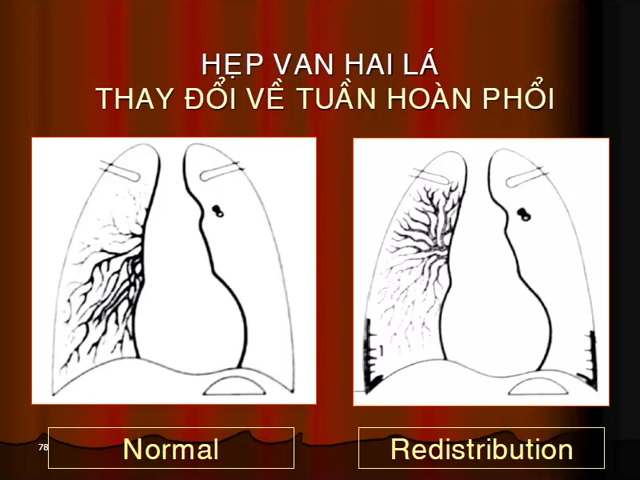 HẸP VAN HAI LÁ
THAY ĐỔI VỀ TUẦN HOÀN PHỔI
78
Normal
Redistribution